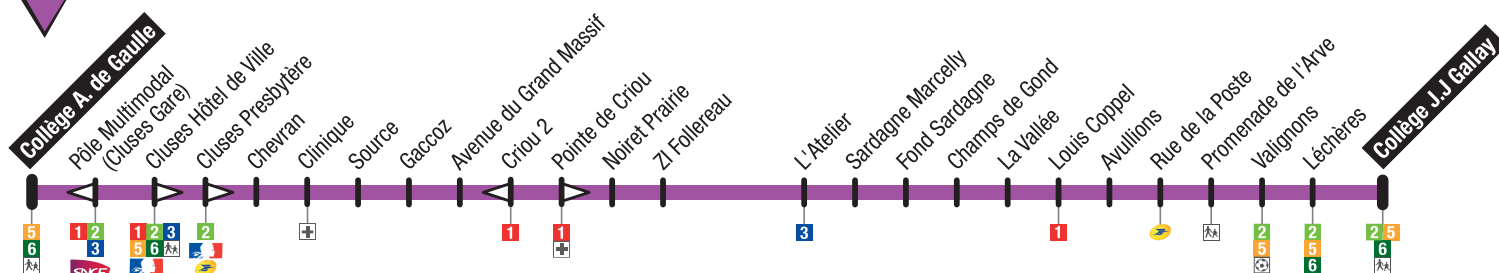 Collège A. de Gaulle
Pôle Multimodal
(Cluses Gare)
Cluses Hôtel de Ville
Cluses Presbytère
Chevran
Clinique
Source
Gaccoz
Avenue du Grand Massif
Criou 2
Pointe de Criou
Noiret Prairie
ZI Follereau
L'Atelier
Sardagne Marcelly
Fond Sardagne
Champs de Gond
La Vallée
Louis Coppel
Avullions
Rue de la Poste
Promenade de l'Arve
Valignons
Léchères
Collège J.J Gallay
5
6
1 2
3
SNCF
1 2 3
5 6
2
1
1
3
1
2
5
2
5
6
2 5
6